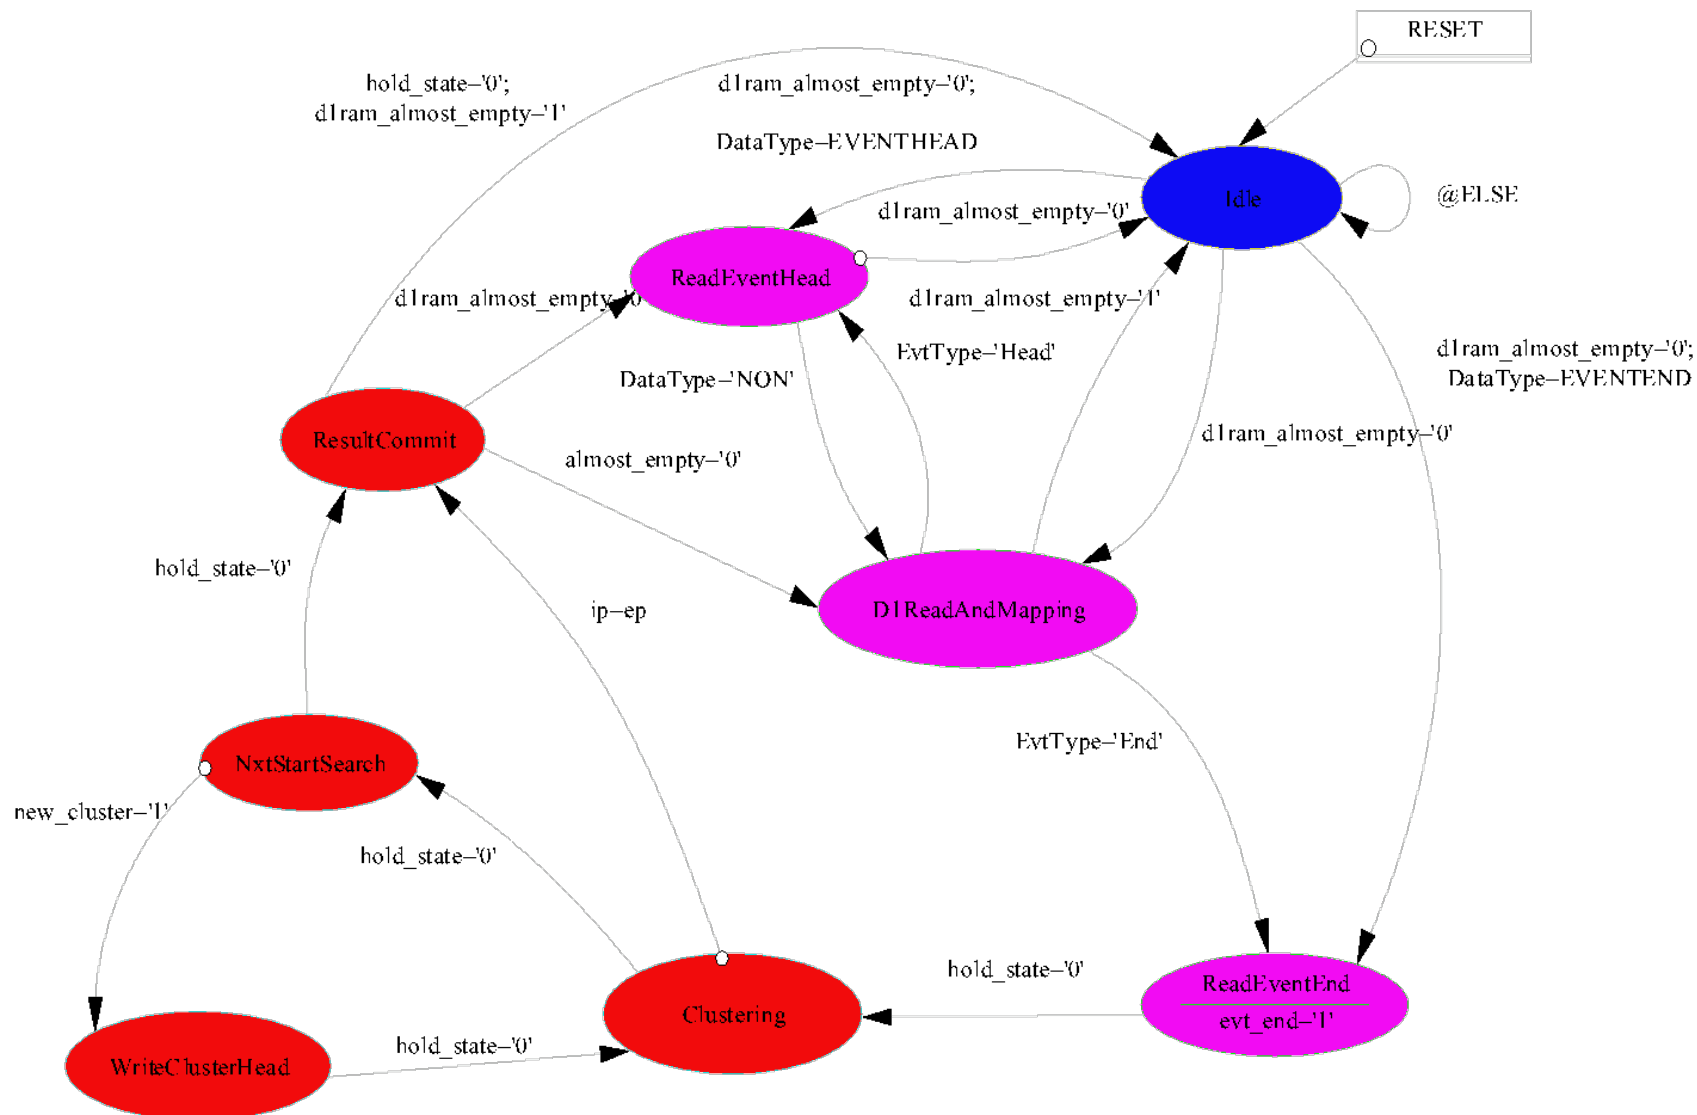 RESET
hold_state='0';
d1ram_almost_empty='1'
d1ram_almost_empty='0';
DataType=EVENTHEAD
Idle
@ELSE
d1ram_almost_empty='0'
ReadEventHead
d1ram_almost_empty='0'
d1ram_almost_empty='1'
EvtType='Head'
d1ram_almost_empty='0';
DataType=EVENTEND
DataType='NON'
ResultCommit
d1ram_almost_empty='0'
almost_empty='0'
hold_state='0'
ip=ep
D1ReadAndMapping
EvtType='End'
NxtStartSearch
new_cluster='1'
hold_state='0'
hold_state='0'
ReadEventEnd
evt_end='1'
Clustering
hold_state='0'
WriteClusterHead